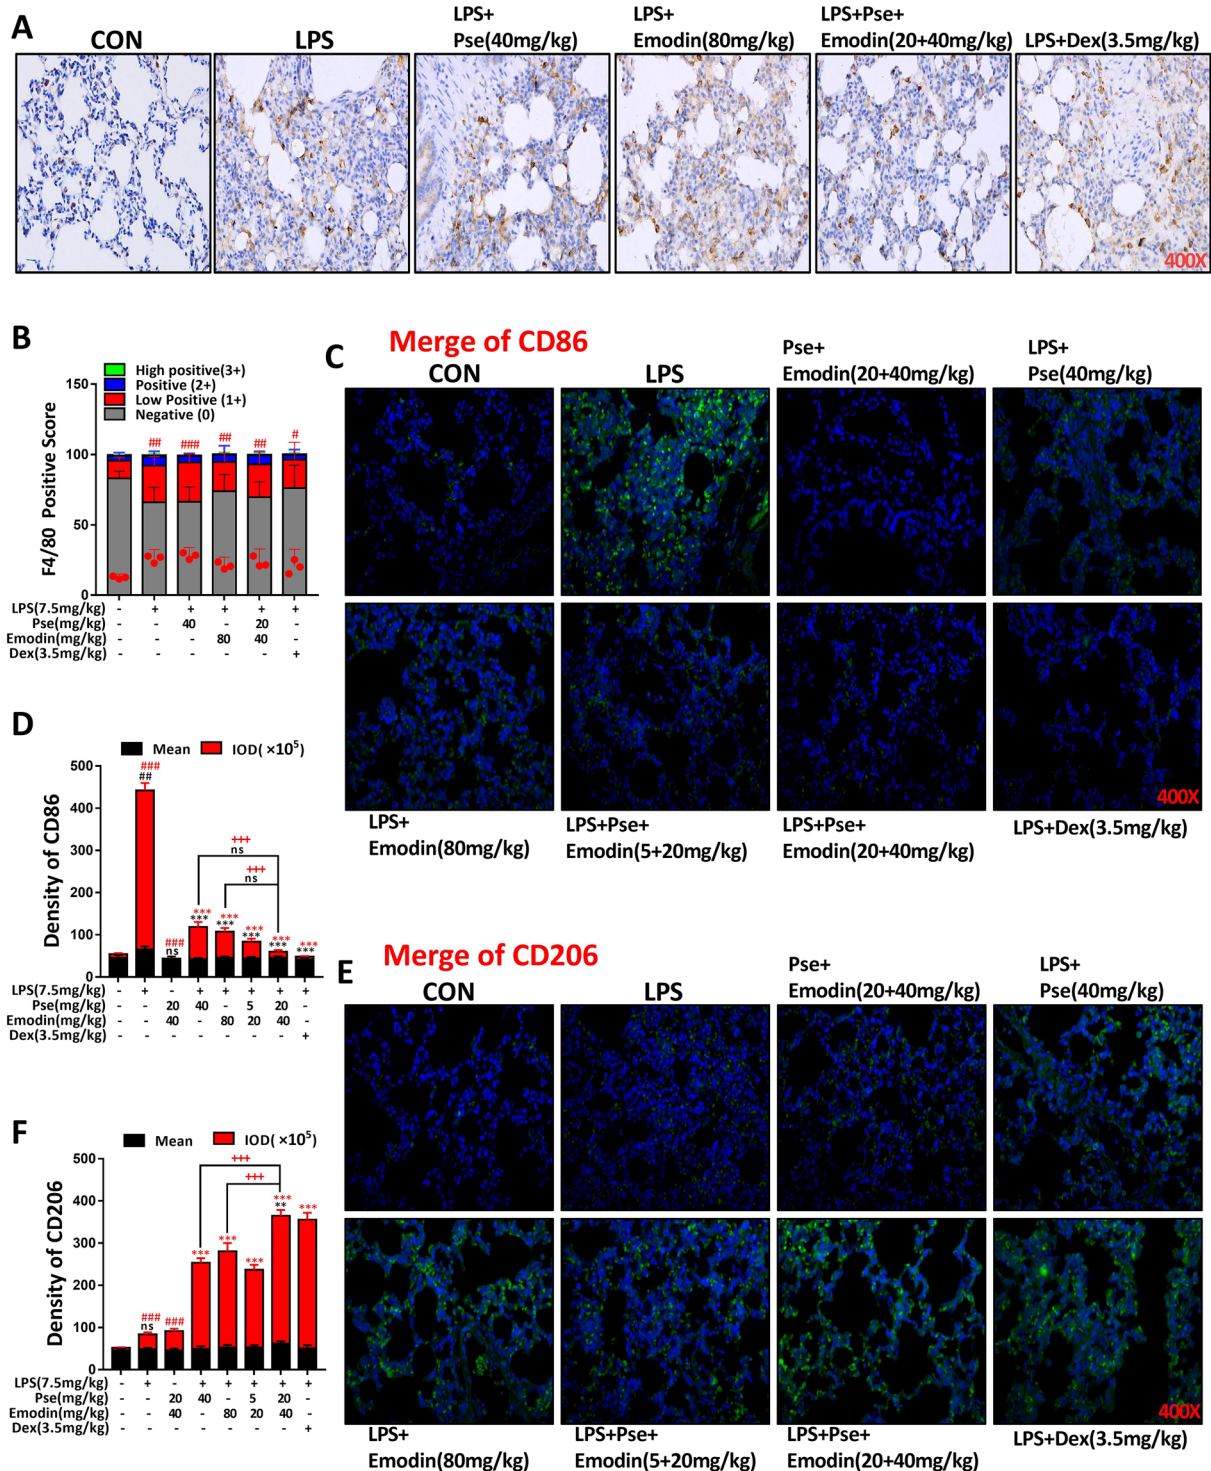 A
CON
LPS
LPS+
Pse(40mg/kg)
LPS+
Emodin(80mg/kg)
LPS+Pse+
Emodin(20+40mg/kg)
LPS+Dex(3.5mg/kg)
400X
B
High positive(3+)
Positive (2+)
Low Positive (1+)
Negative (0)
F4/80 Positive Score
150
100
50
0
## ### ## ## #
LPS(7.5mg/kg) - + + + + +
Pse(mg/kg) - - 40 - 20 -
Emodin(mg/kg) - - - 80 40 -
Dex(3.5mg/kg) - - - - - +
C
Merge of CD86
CON
LPS
Pse+
Emodin(20+40mg/kg)
LPS+
Pse(40mg/kg)
400X
LPS+
Emodin(80mg/kg)
LPS+Pse+
Emodin(5+20mg/kg)
LPS+Pse+
Emodin(20+40mg/kg)
LPS+Dex(3.5mg/kg)
D
Mean IOD( ×10⁵)
Density of CD86
500
400
300
200
100
0
###
##
+++
ns
+++
ns
###
ns
***
***
***
***
***
***
***
***
***
***
LPS(7.5mg/kg) - + - + + + + +
Pse(mg/kg) - - 20 40 - 5 20 -
Emodin(mg/kg) - - 40 - 80 20 40 -
Dex(3.5mg/kg) - - - - - - - +
E
Merge of CD206
CON
LPS
Pse+
Emodin(20+40mg/kg)
LPS+
Pse(40mg/kg)
400X
LPS+
Emodin(80mg/kg)
LPS+Pse+
Emodin(5+20mg/kg)
LPS+Pse+
Emodin(20+40mg/kg)
LPS+Dex(3.5mg/kg)
F
Mean IOD( ×10⁵)
Density of CD206
500
400
300
200
100
0
+++
+++
###
ns
###
***
***
***
***
**
***
LPS(7.5mg/kg) - + - + + + + +
Pse(mg/kg) - - 20 40 - 5 20 -
Emodin(mg/kg) - - 40 - 80 20 40 -
Dex(3.5mg/kg) - - - - - - - +